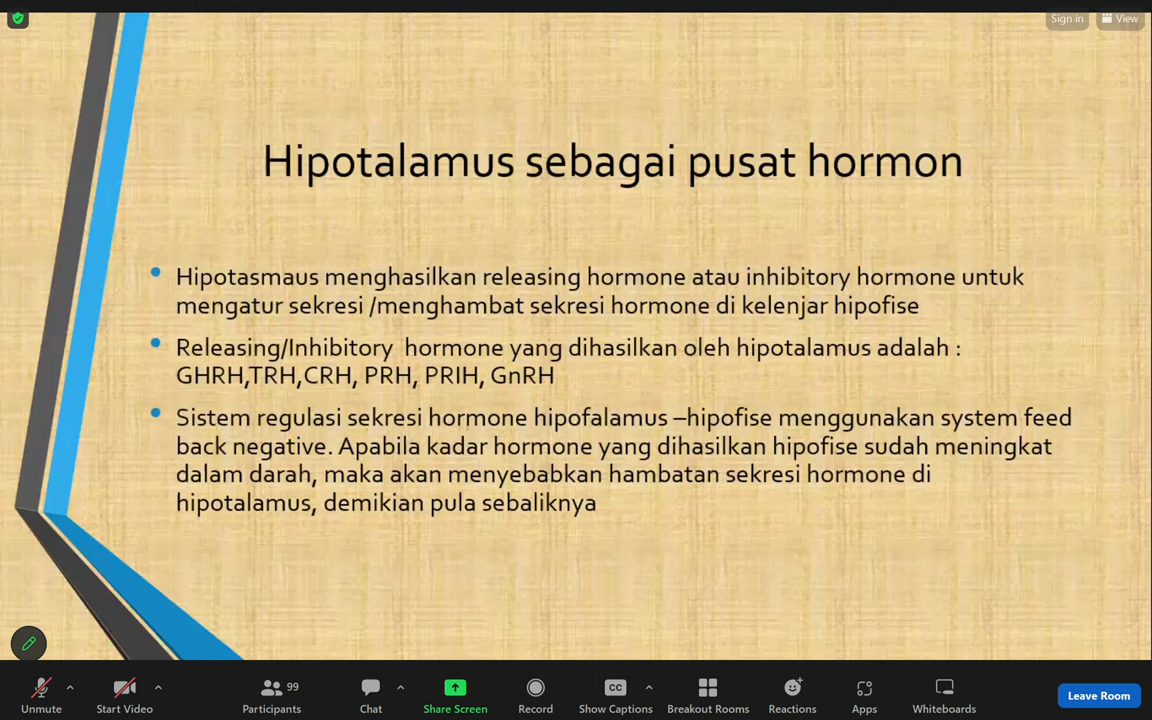 Sign in
View
Hipotalamus sebagai pusat hormon
Hipotasmaus menghasilkan releasing hormone atau inhibitory hormone untuk
mengatur sekresi /menghambat sekresi hormone di kelenjar hipofise
Releasing/Inhibitory hormone yang dihasilkan oleh hipotalamus adalah :
GHRH,TRH,CRH, PRH, PRIH, GnRH
Sistem regulasi sekresi hormone hipofalamus –hipofise menggunakan system feed
back negative. Apabila kadar hormone yang dihasilkan hipofise sudah meningkat
dalam darah, maka akan menyebabkan hambatan sekresi hormone di
hipotalamus, demikian pula sebaliknya
99
CC
Unmute
Start Video
Participants
Chat
Share Screen
Record
Show Captions
Breakout Rooms
Reactions
Apps
Whiteboards
Leave Room